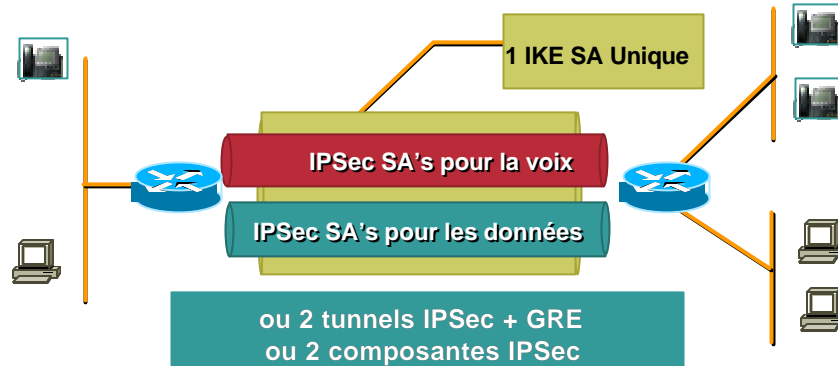 1 IKE SA Unique
IPSec SA's pour la voix
IPSec SA's pour les données
ou 2 tunnels IPSec + GRE
ou 2 composantes IPSec